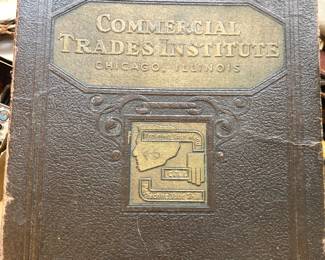 COMMERCIAL
TRADES INSTITUTE
CHICAGO, ILLINOIS